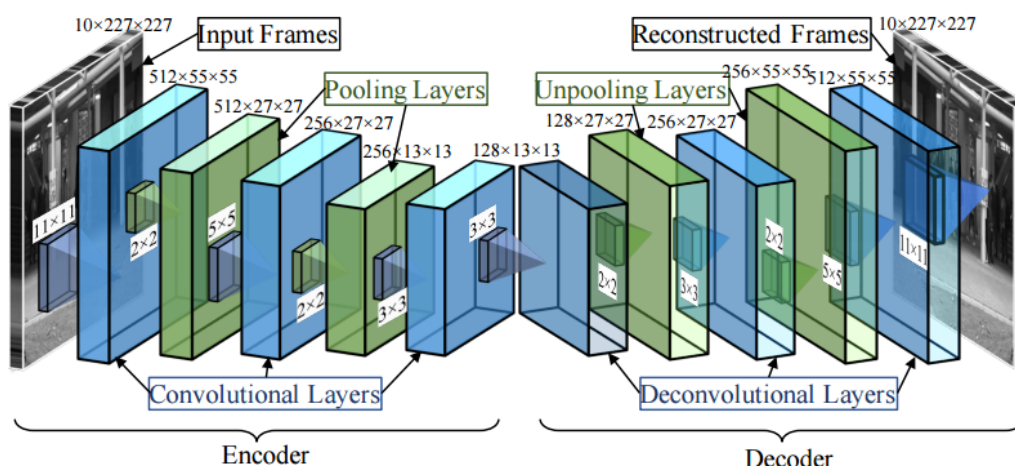 10×227×227
Input Frames
512×55×55
Pooling Layers
512×27×27
256×27×27
256×13×13
128×13×13
11×11
2×2
5×5
2×2
3×3
3×3
Convolutional Layers
Encoder
10×227×227
Reconstructed Frames
256×55×55
512×55×55
Unpooling Layers
128×27×27
256×27×27
2×2
3×3
2×2
5×5
11×11
Deconvolutional Layers
Decoder